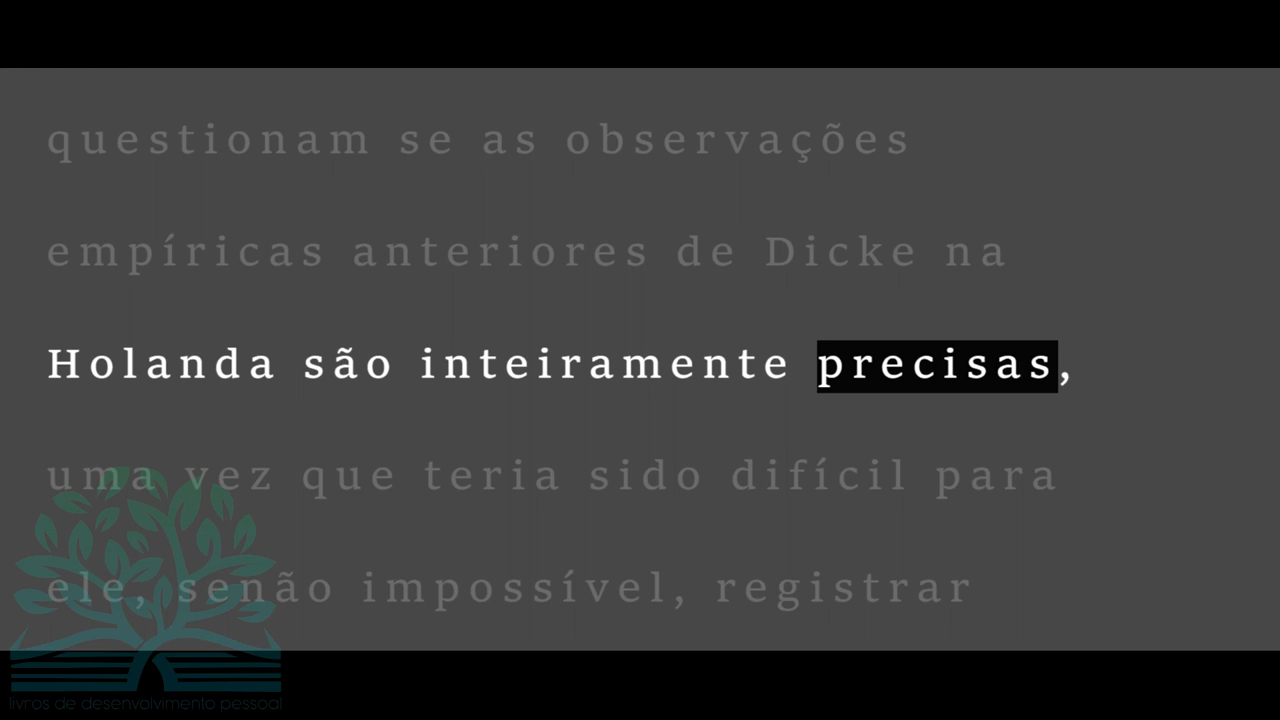 questionam se as observações
empíricas anteriores de Dicke na
Holanda são inteiramente precisas,
uma vez que teria sido difícil para
ele, senão impossível, registrar
livros de desenvolvimento pessoal